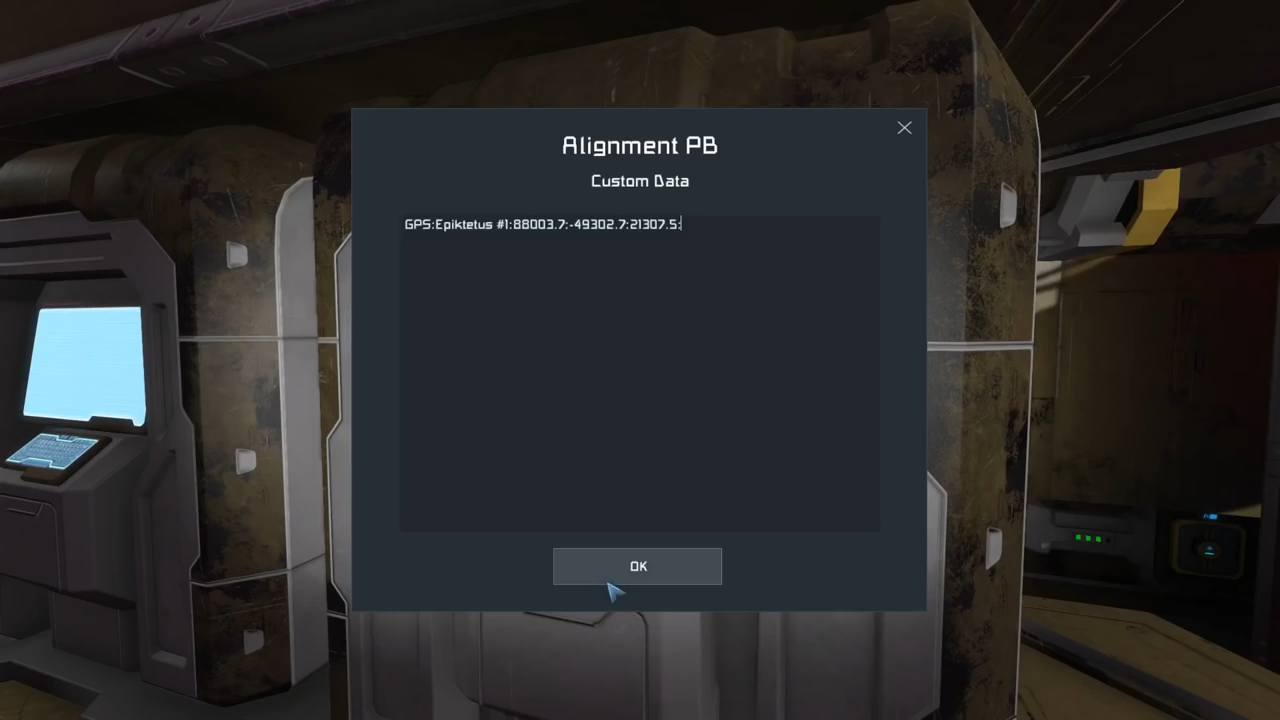 Alignment PB
Custom Data
GPS:Epiktetus #1:88003.7:-49302.7:21307.5:
OK